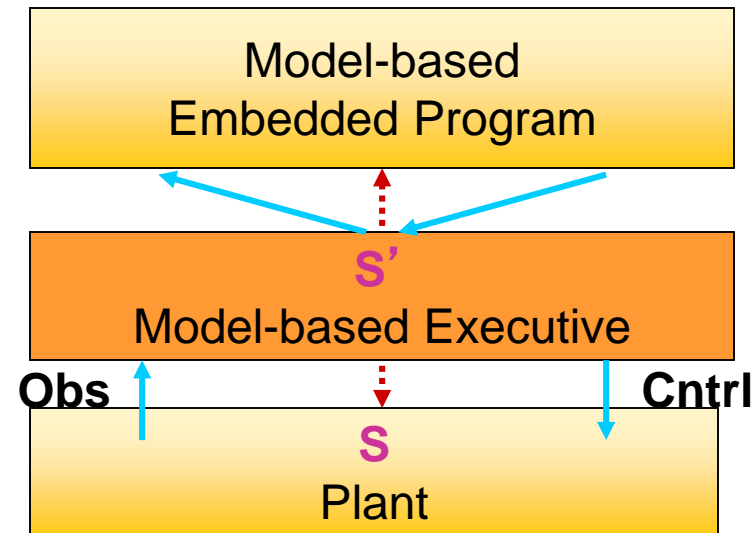 Model-based
Embedded Program
S’
Model-based Executive
Obs
Cntrl
S
Plant